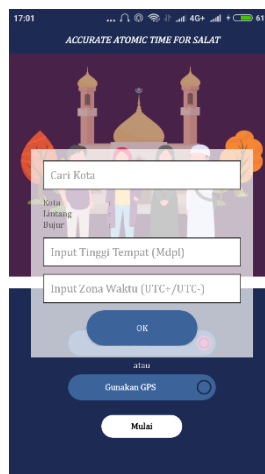 17:01 ... 4G+ 61
ACCURATE ATOMIC TIME FOR SALAT
Cari Kota
Kota :
Lintang :
Bujur :
Input Tinggi Tempat (Mdpl)
Input Zona Waktu (UTC+/UTC-)
OK
atau
Gunakan GPS
Mulai